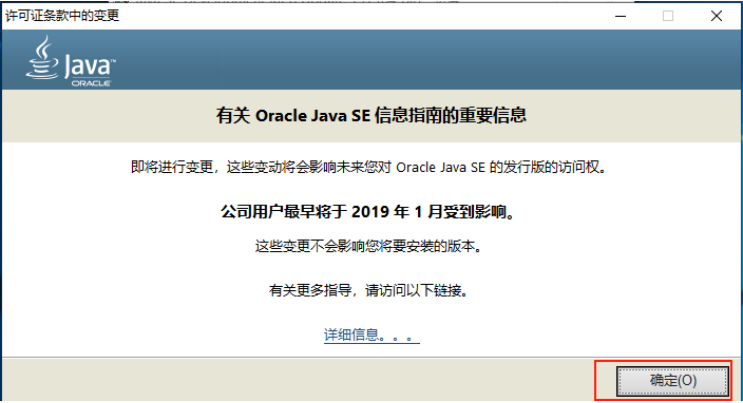 许可证条款中的变更
Java™
ORACLE
有关 Oracle Java SE 信息指南的重要信息
即将进行变更，这些变动将会影响未来您对 Oracle Java SE 的发行版的访问权。
公司用户最早将于 2019 年 1 月受到影响。
这些变更不会影响您将要安装的版本。
有关更多指导，请访问以下链接。
详细信息。。。
确定(O)